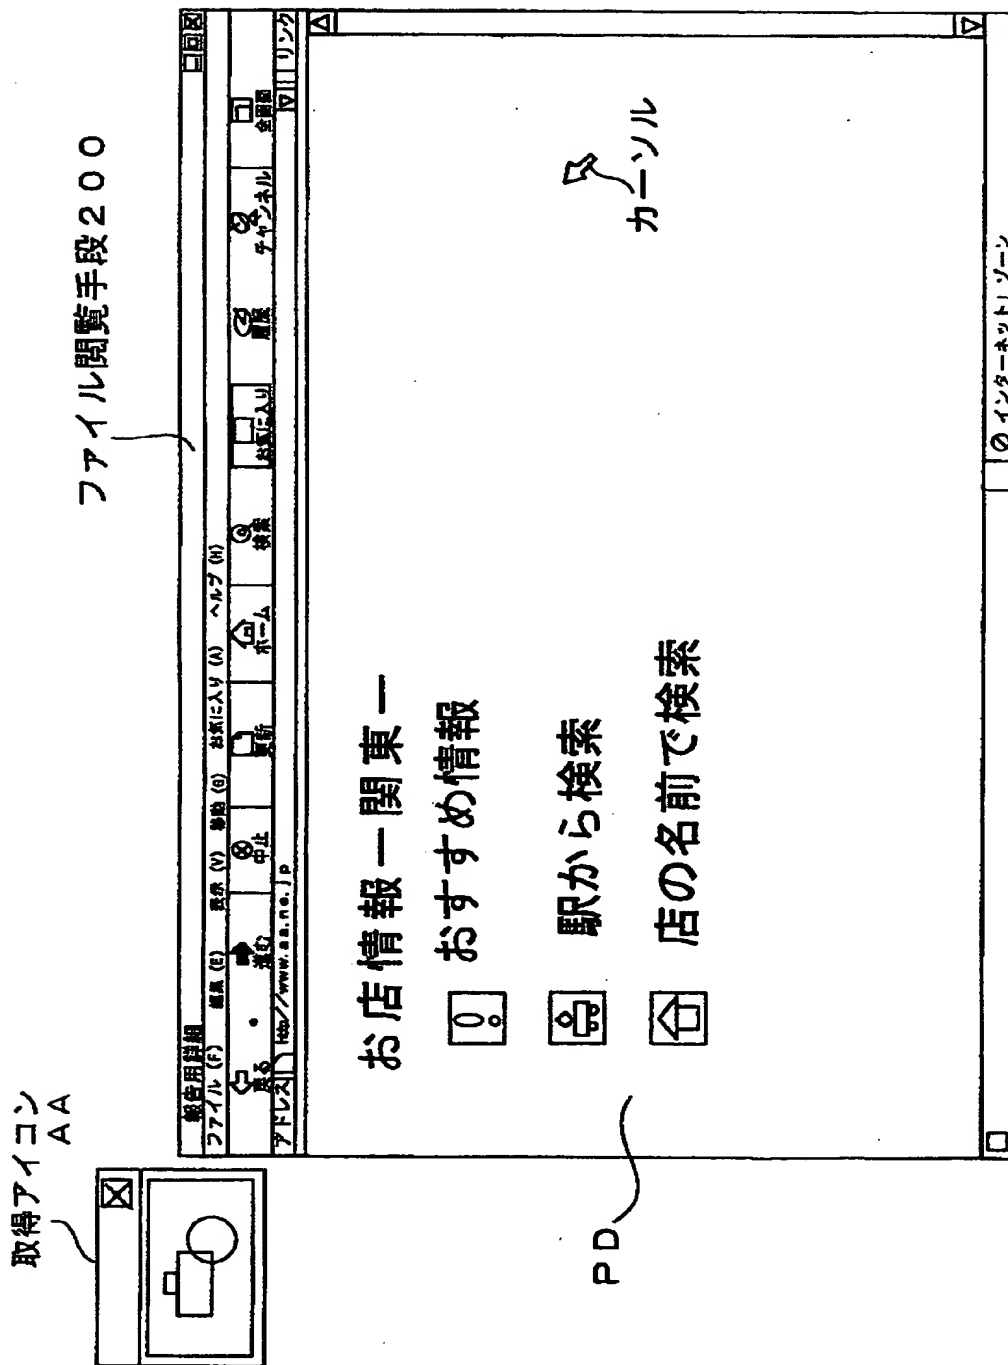 取得アイコン
AA
ファイル閲覧手段200
報告用詳細
ファイル(F) 編集(E) 表示(V) 移動(G) お気に入り(A) ヘルプ(H)
戻る 進む 中止 更新 ホーム 検索 お気に入り 履歴 チャンネル 全画面
アドレス http://www.aa.ne.jp リンク
お店情報ー関東ー
おすすめ情報
駅から検索
店の名前で検索
カーソル
PD
インターネット」ゾーン